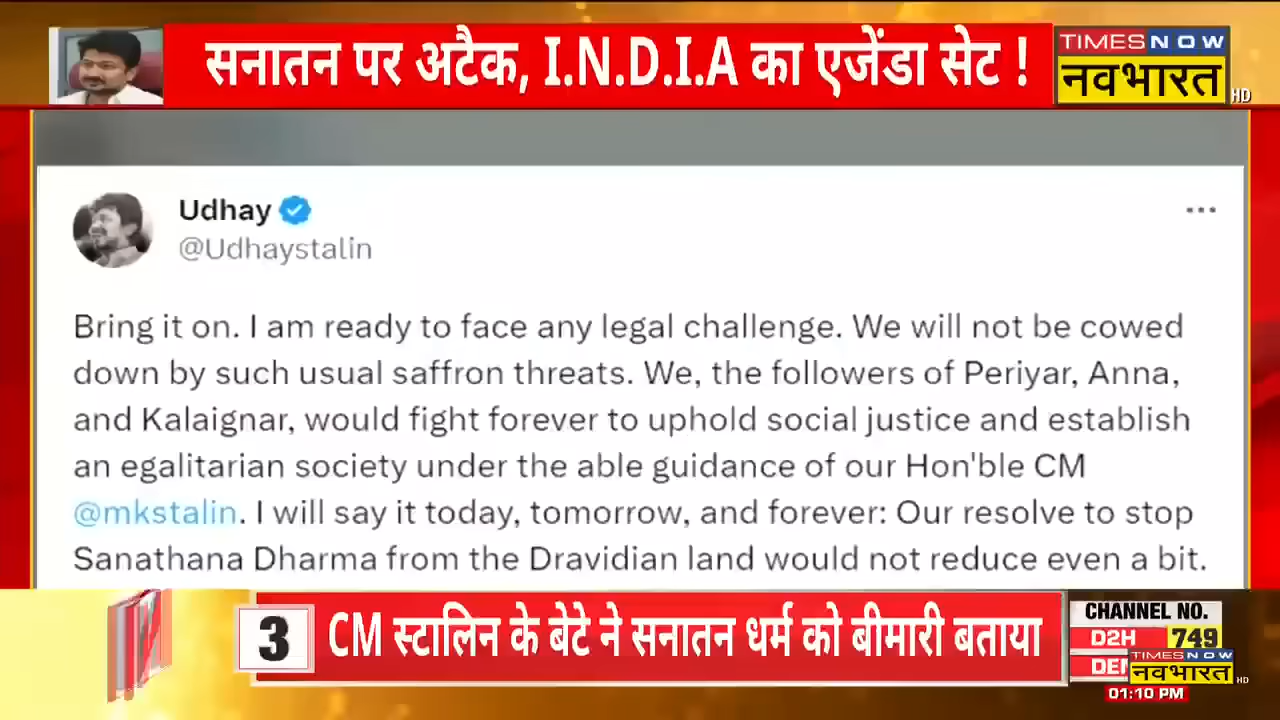 सनातन पर अटैक, I.N.D.I.A का एजेंडा सेट !
TIMES NOW
नवभारत
HD
Udhay
@Udhaystalin
Bring it on. I am ready to face any legal challenge. We will not be cowed
down by such usual saffron threats. We, the followers of Periyar, Anna,
and Kalaignar, would fight forever to uphold social justice and establish
an egalitarian society under the able guidance of our Hon'ble CM
@mkstalin. I will say it today, tomorrow, and forever: Our resolve to stop
Sanathana Dharma from the Dravidian land would not reduce even a bit.
3
CM स्टालिन के बेटे ने सनातन धर्म को बीमारी बताया
CHANNEL NO.
D2H 749
TIMES NOW
नवभारत
HD
01:10 PM